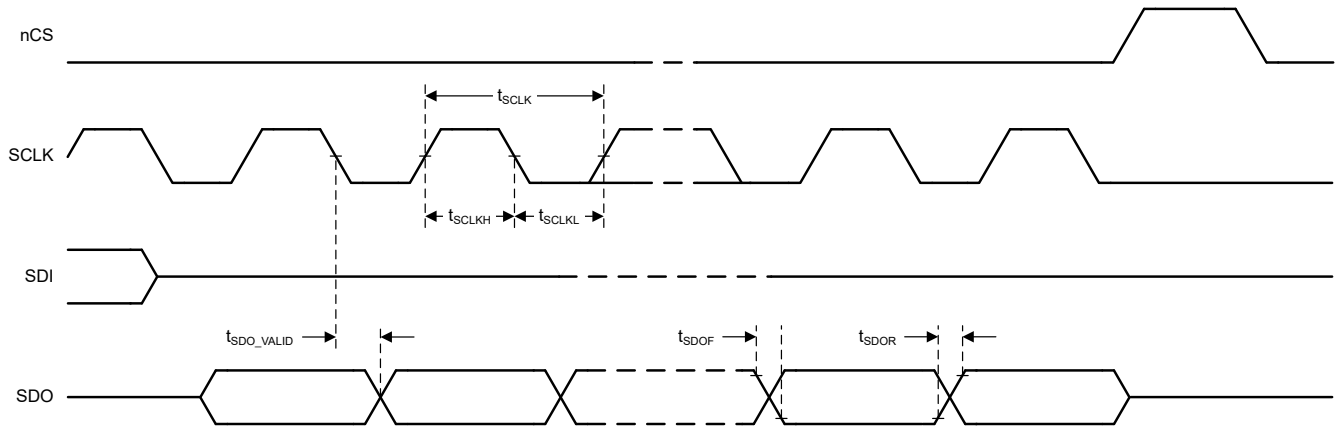 nCS
tSCLK
SCLK
tSCLKH
tSCLKL
SDI
tSDO_VALID
tSDOF
tSDOR
SDO